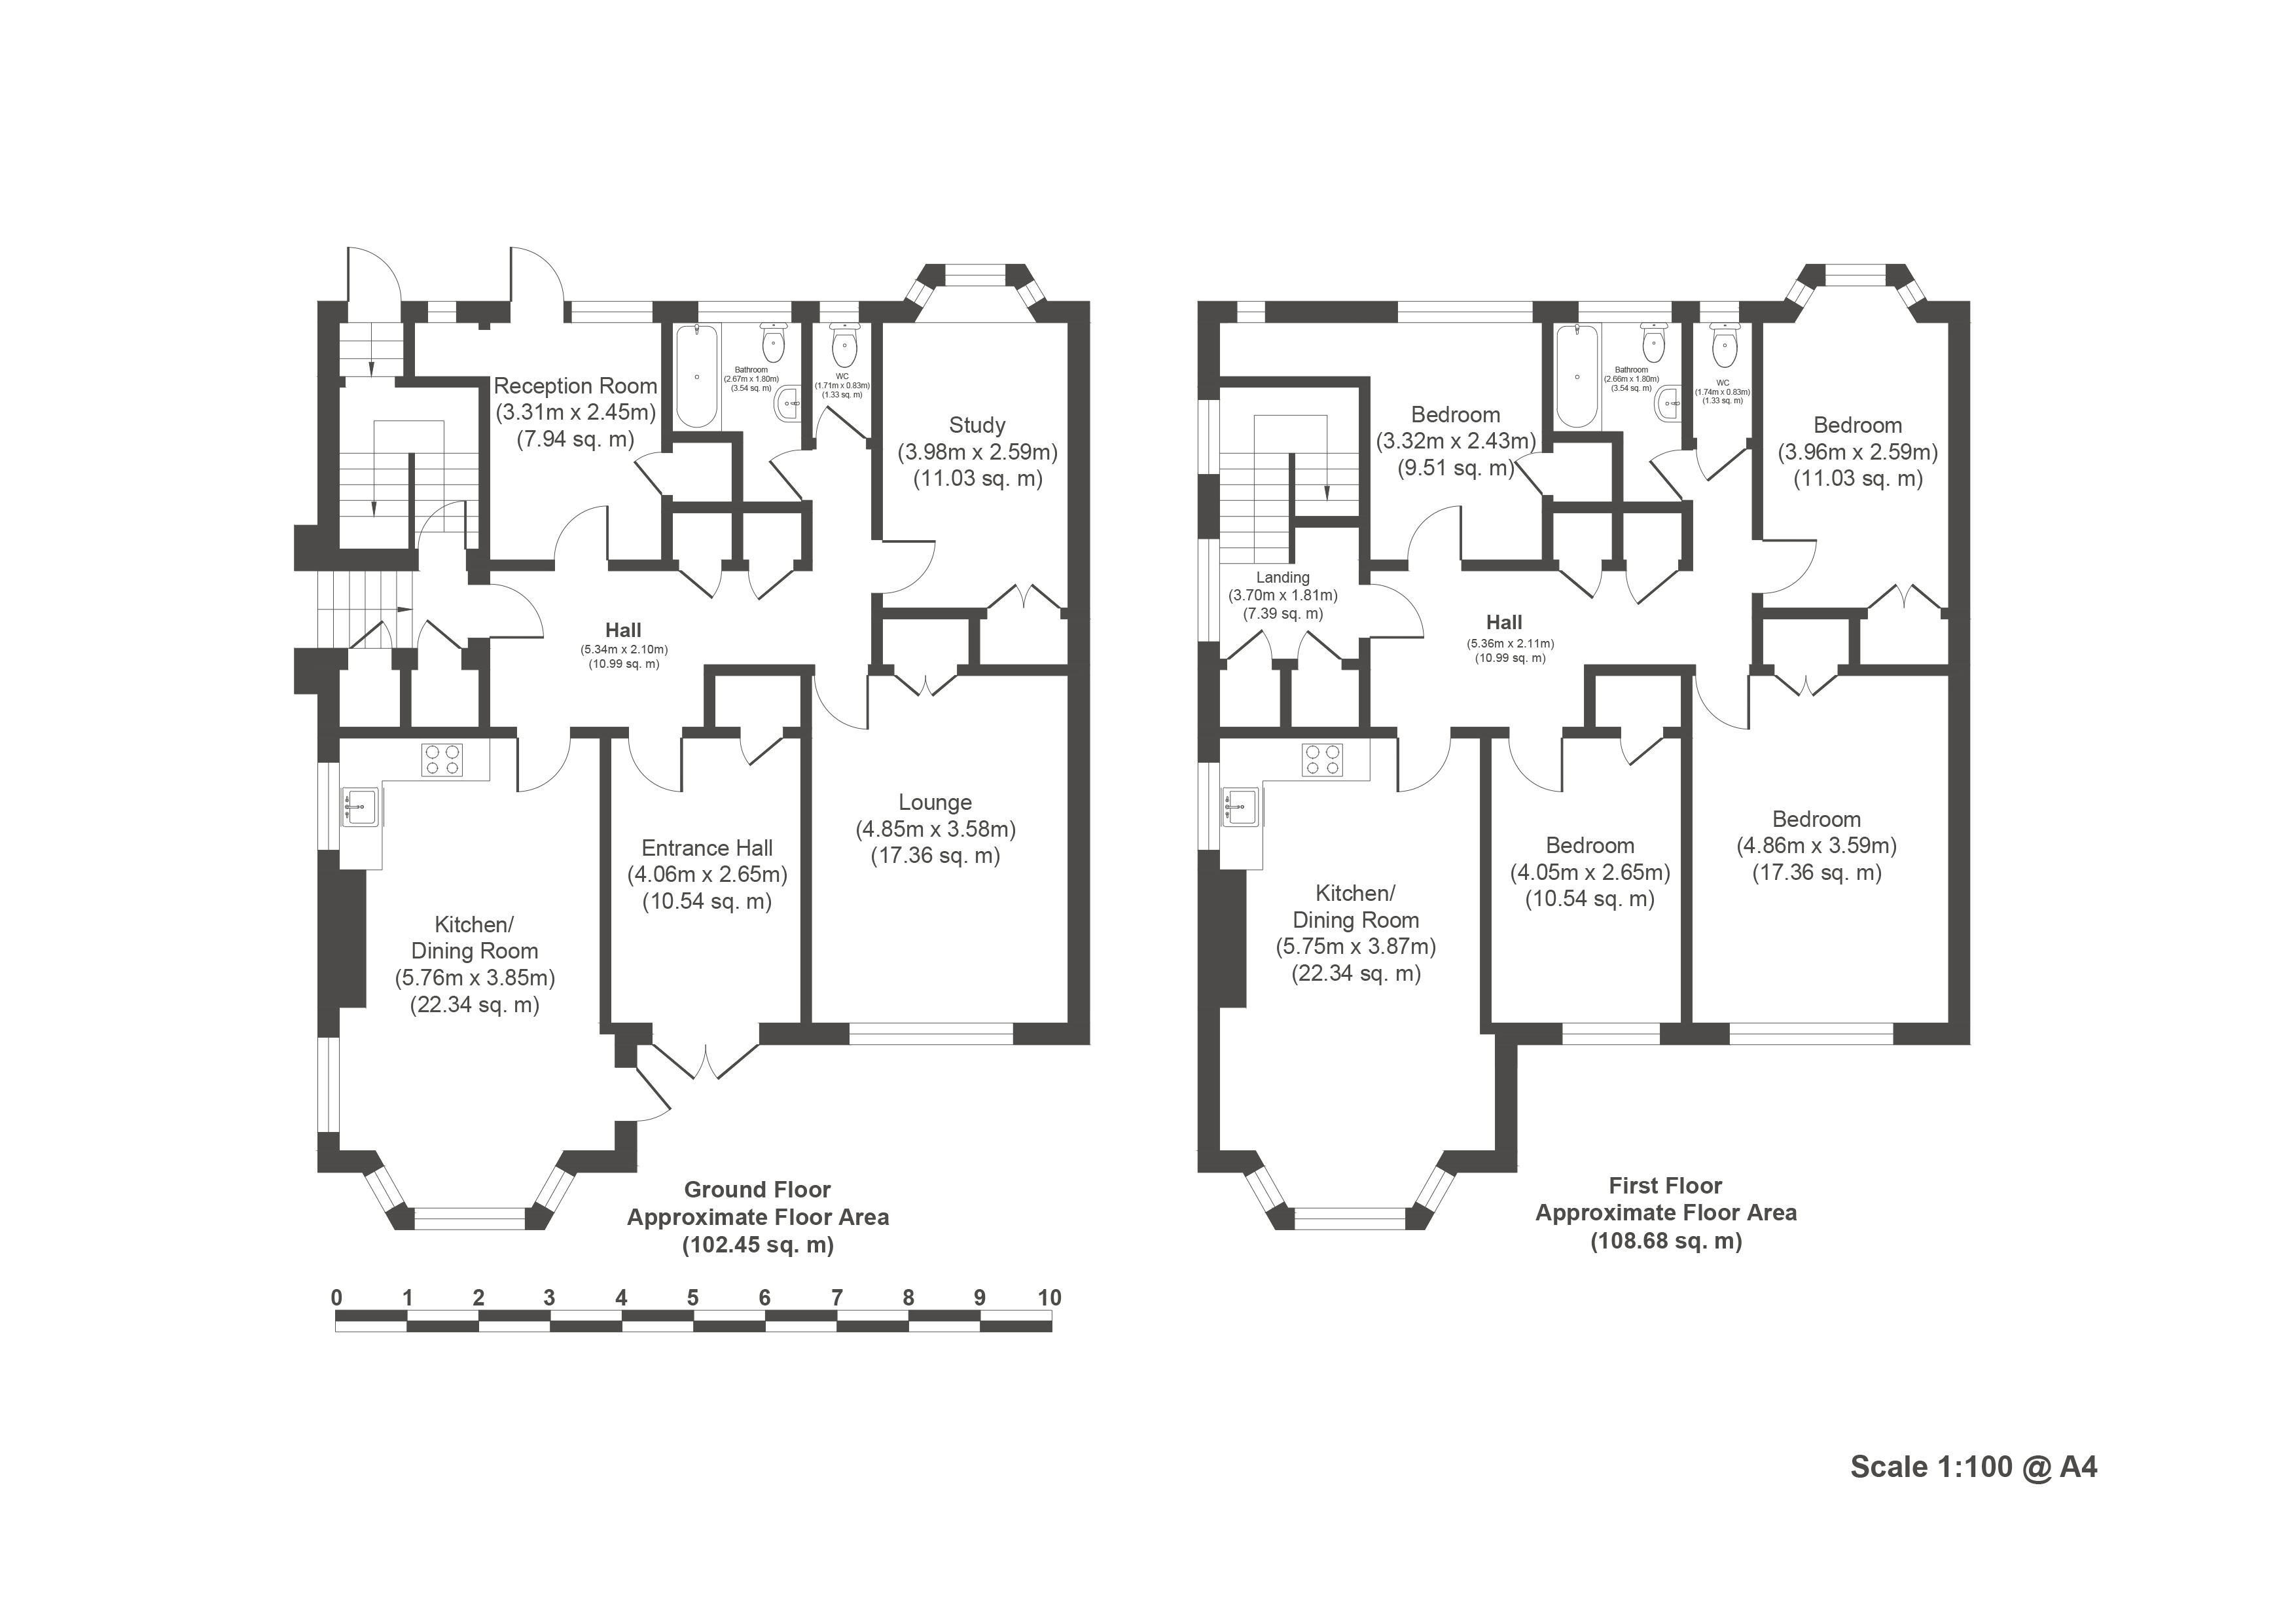 Reception Room
(3.31m x 2.45m)
(7.94 sq. m)
Bathroom
(2.67m x 1.80m)
(3.54 sq. m)
WC
(1.71m x 0.83m)
(1.33 sq. m)
Study
(3.98m x 2.59m)
(11.03 sq. m)
Hall
(5.34m x 2.10m)
(10.99 sq. m)
Lounge
(4.85m x 3.58m)
(17.36 sq. m)
Entrance Hall
(4.06m x 2.65m)
(10.54 sq. m)
Kitchen/
Dining Room
(5.76m x 3.85m)
(22.34 sq. m)
Ground Floor
Approximate Floor Area
(102.45 sq. m)
0 1 2 3 4 5 6 7 8 9 10
Bedroom
(3.32m x 2.43m)
(9.51 sq. m)
Bathroom
(2.66m x 1.80m)
(3.54 sq. m)
WC
(1.74m x 0.83m)
(1.33 sq. m)
Bedroom
(3.96m x 2.59m)
(11.03 sq. m)
Landing
(3.70m x 1.81m)
(7.39 sq. m)
Hall
(5.36m x 2.11m)
(10.99 sq. m)
Bedroom
(4.86m x 3.59m)
(17.36 sq. m)
Bedroom
(4.05m x 2.65m)
(10.54 sq. m)
Kitchen/
Dining Room
(5.75m x 3.87m)
(22.34 sq. m)
First Floor
Approximate Floor Area
(108.68 sq. m)
Scale 1:100 @ A4